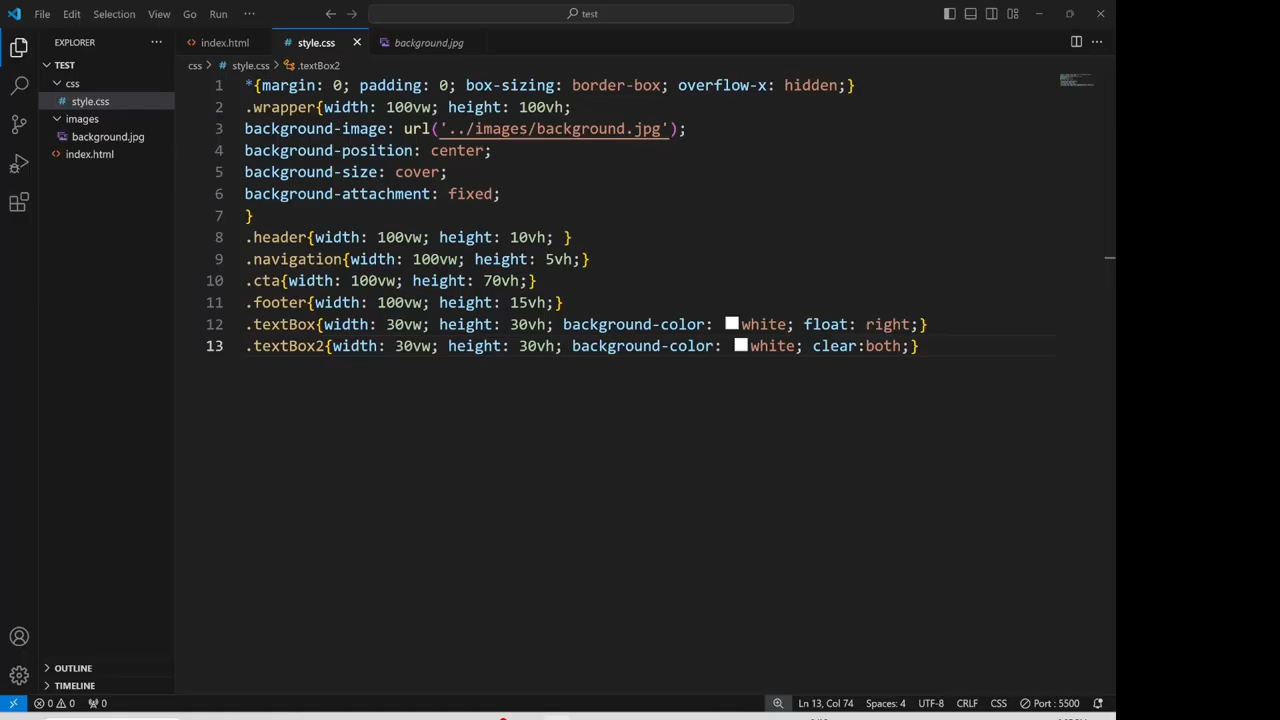 File Edit Selection View Go Run ··· ← → test
EXPLORER ··· index.html style.css × background.jpg ···
TEST css > style.css > .textBox2
css
style.css
images
background.jpg
index.html
1 *{margin: 0; padding: 0; box-sizing: border-box; overflow-x: hidden;}
2 .wrapper{width: 100vw; height: 100vh;
3 background-image: url('../images/background.jpg');
4 background-position: center;
5 background-size: cover;
6 background-attachment: fixed;
7 }
8 .header{width: 100vw; height: 10vh; }
9 .navigation{width: 100vw; height: 5vh;}
10 .cta{width: 100vw; height: 70vh;}
11 .footer{width: 100vw; height: 15vh;}
12 .textBox{width: 30vw; height: 30vh; background-color: white; float: right;}
13 .textBox2{width: 30vw; height: 30vh; background-color: white; clear:both;}
OUTLINE
TIMELINE
0 0 0 Ln 13, Col 74 Spaces: 4 UTF-8 CRLF CSS Port : 5500